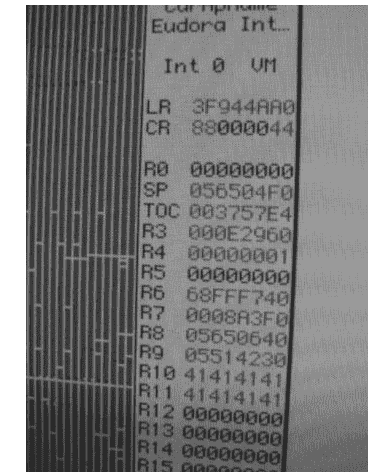 CurApName
Eudora Int…
Int 0 VM
LR 3F944AA0
CR 88000044
R0 00000000
SP 056504F0
TOC 003757E4
R3 000E2960
R4 00000001
R5 00000000
R6 68FFF740
R7 0008A3F0
R8 05650640
R9 05514230
R10 41414141
R11 41414141
R12 00000000
R13 00000000
R14 00000000
R15